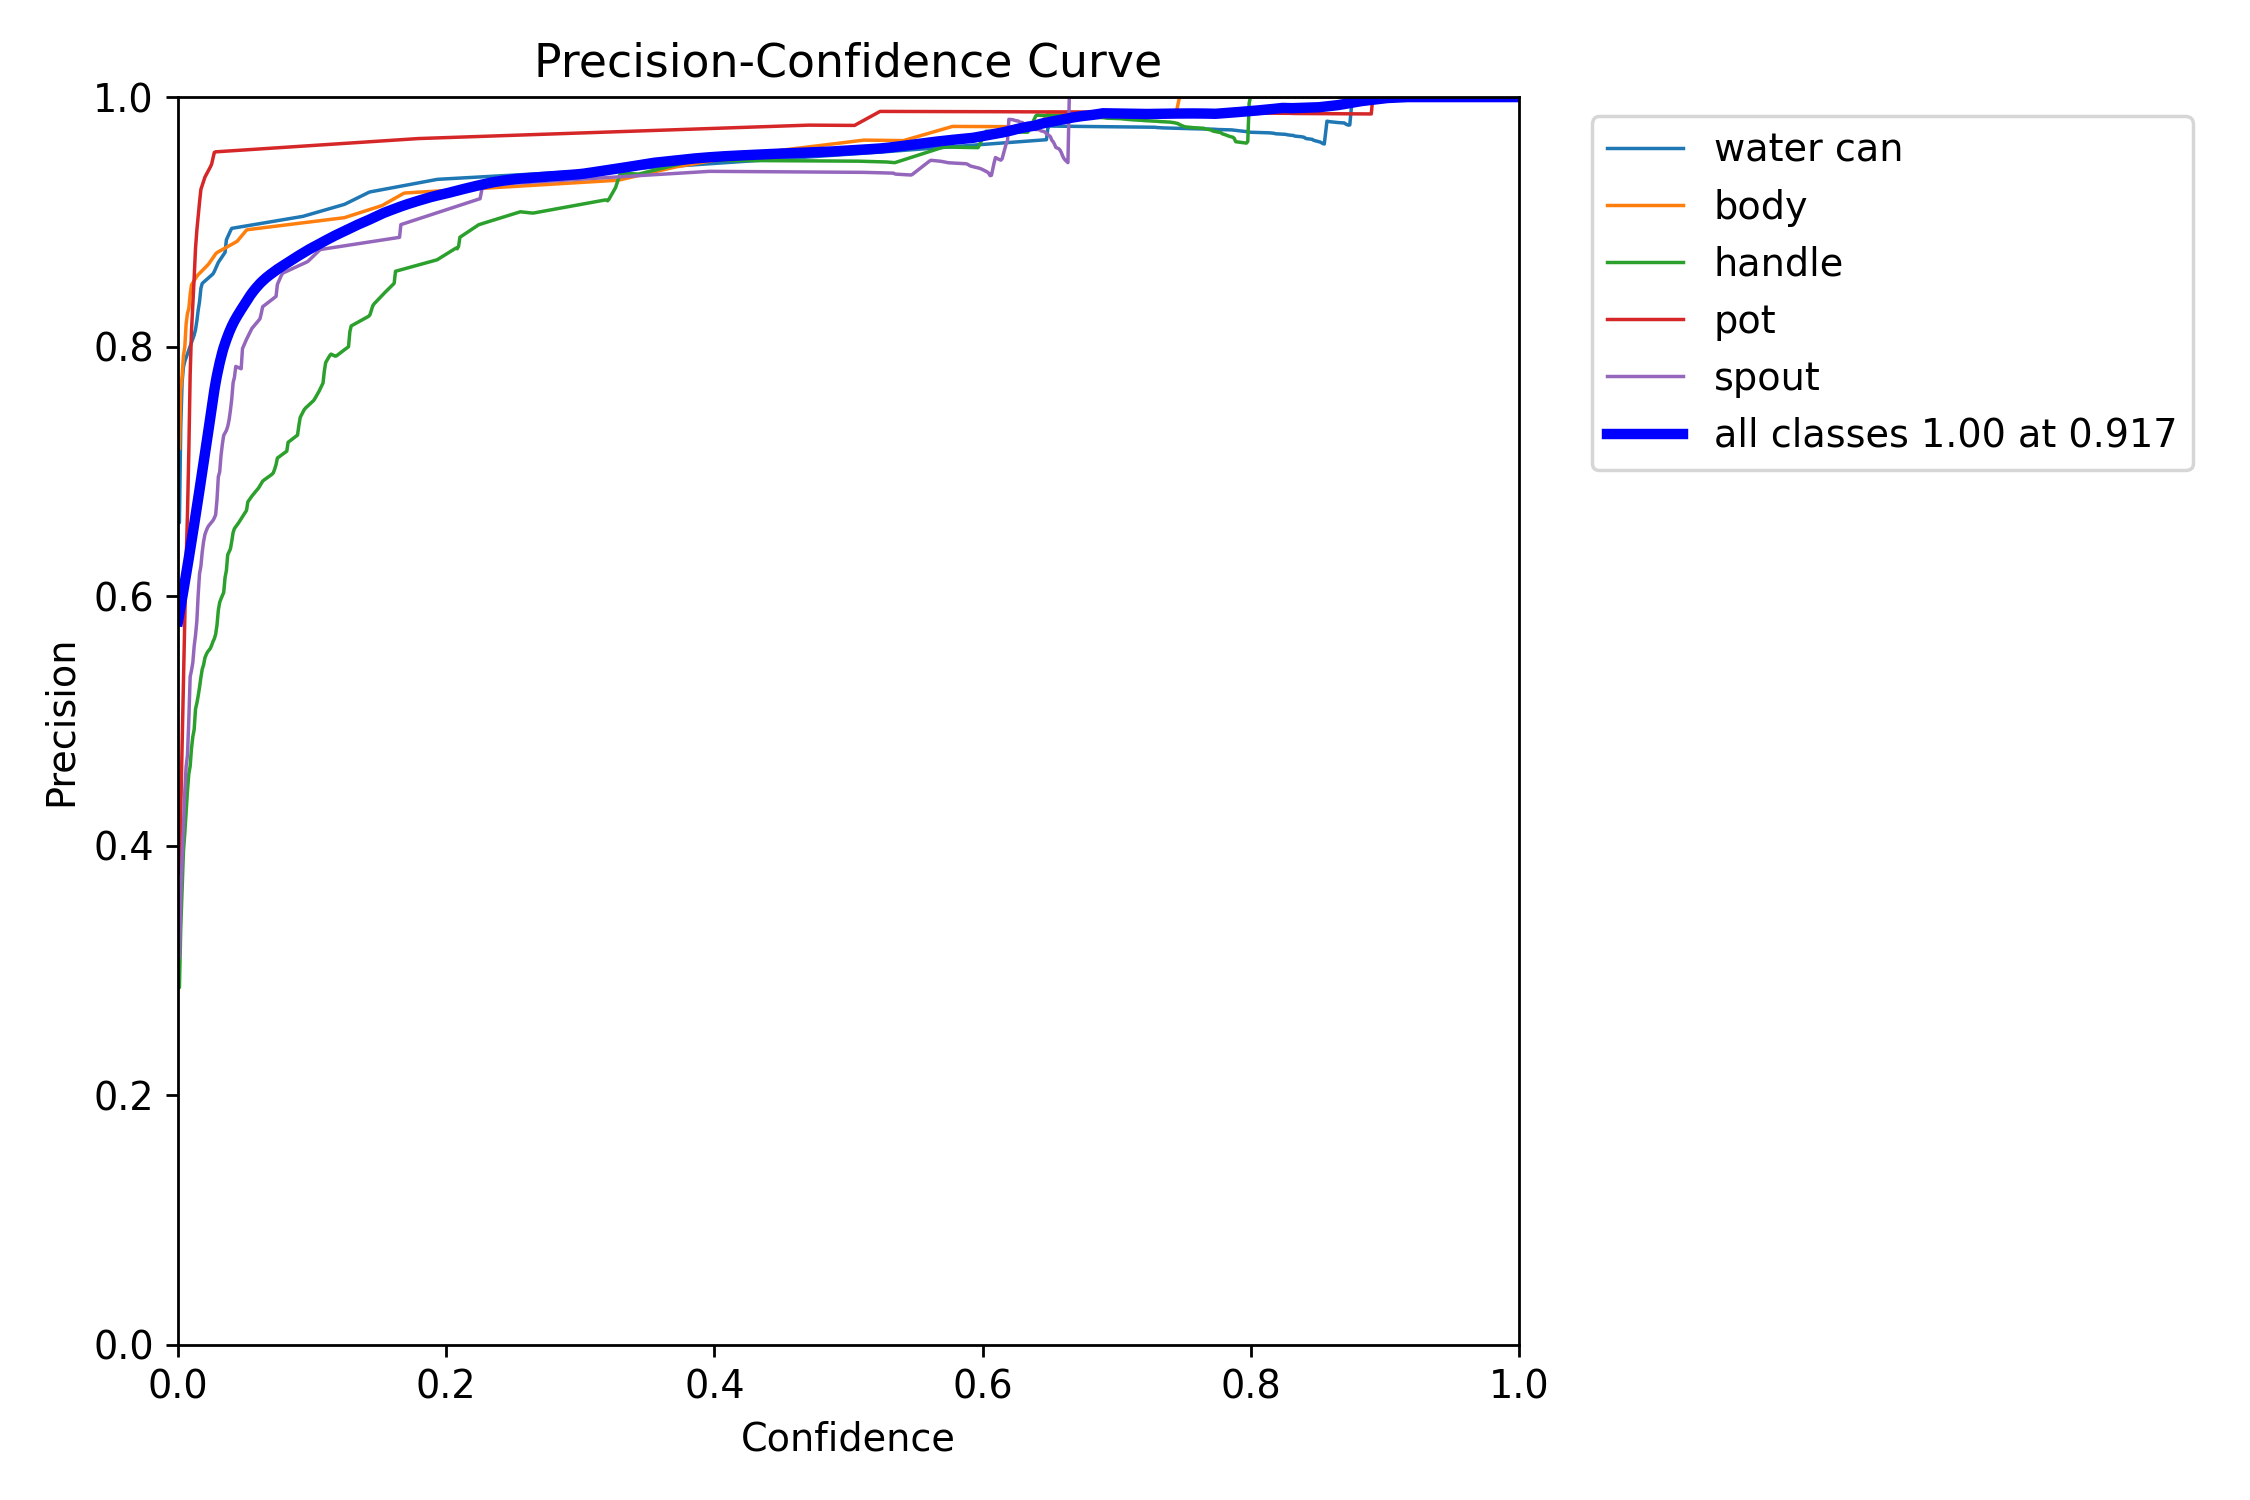 Precision-Confidence Curve
1.0
0.8
0.6
0.4
0.2
0.0
Precision
0.0 0.2 0.4 0.6 0.8 1.0
Confidence
water can
body
handle
pot
spout
all classes 1.00 at 0.917